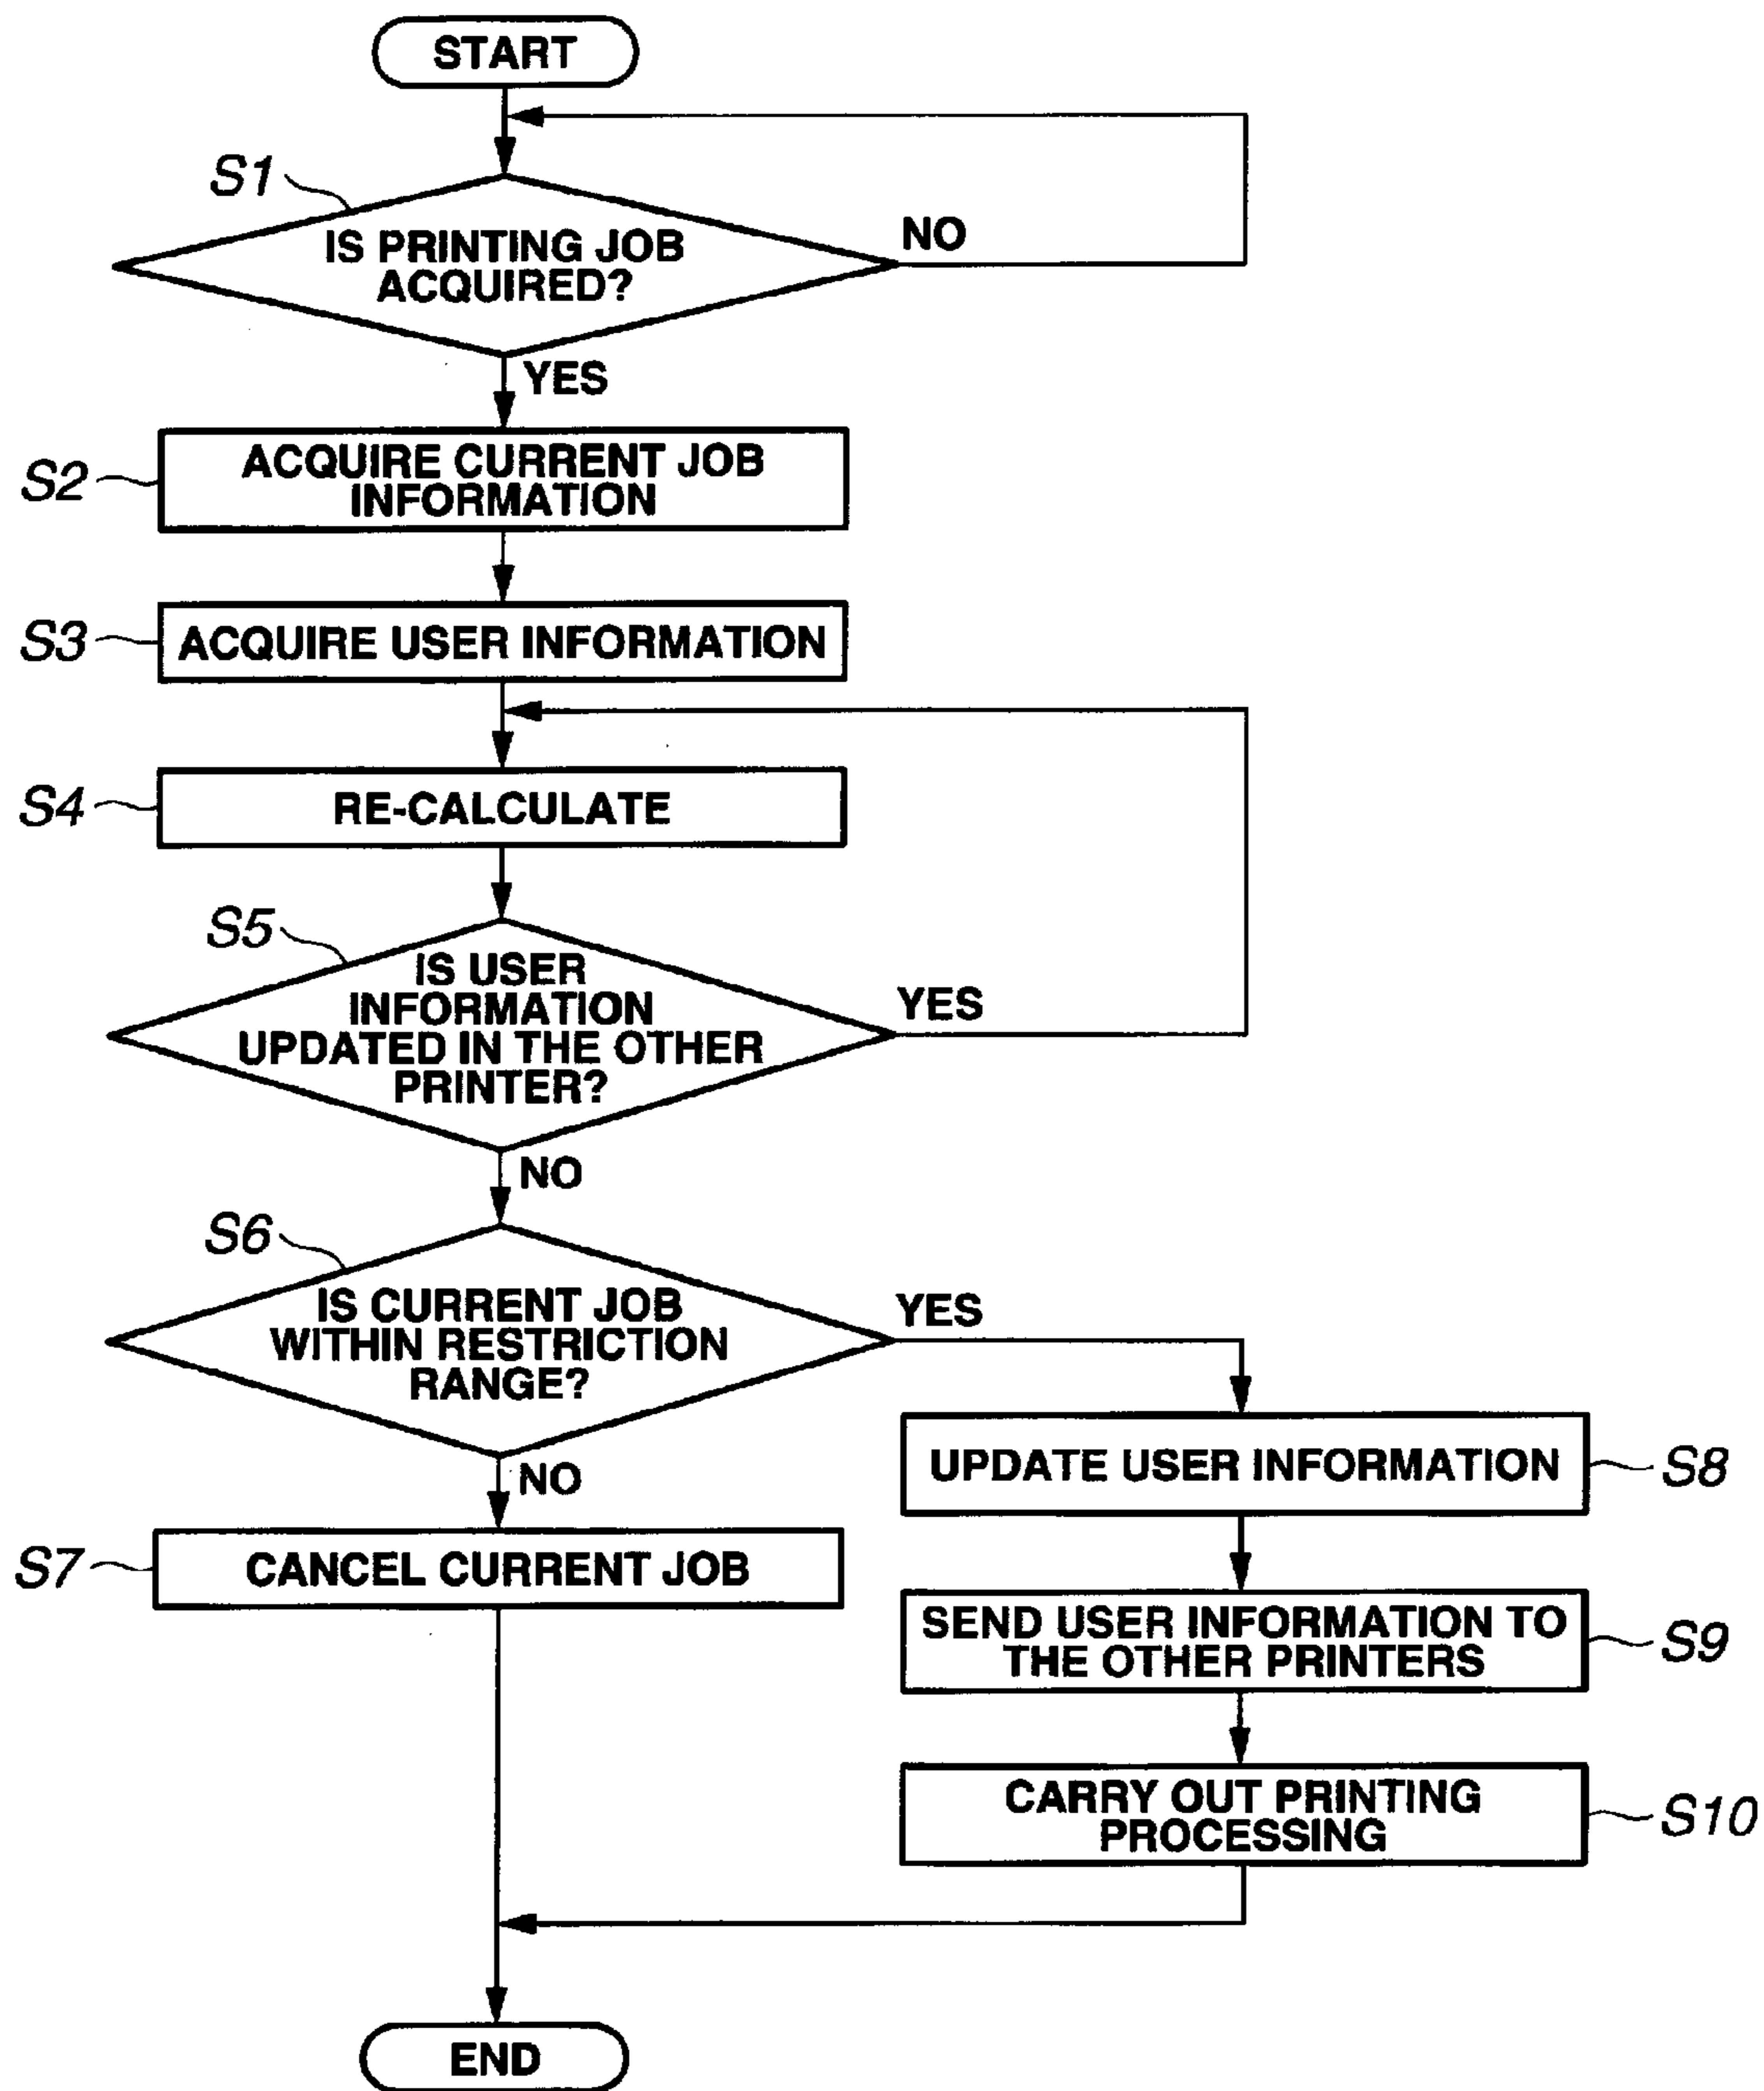 START
S1
IS PRINTING JOB
ACQUIRED?
NO
YES
S2
ACQUIRE CURRENT JOB
INFORMATION
S3
ACQUIRE USER INFORMATION
S4
RE-CALCULATE
S5
IS USER
INFORMATION
UPDATED IN THE OTHER
PRINTER?
YES
NO
S6
IS CURRENT JOB
WITHIN RESTRICTION
RANGE?
YES
NO
S7
CANCEL CURRENT JOB
UPDATE USER INFORMATION
S8
SEND USER INFORMATION TO
THE OTHER PRINTERS
S9
CARRY OUT PRINTING
PROCESSING
S10
END